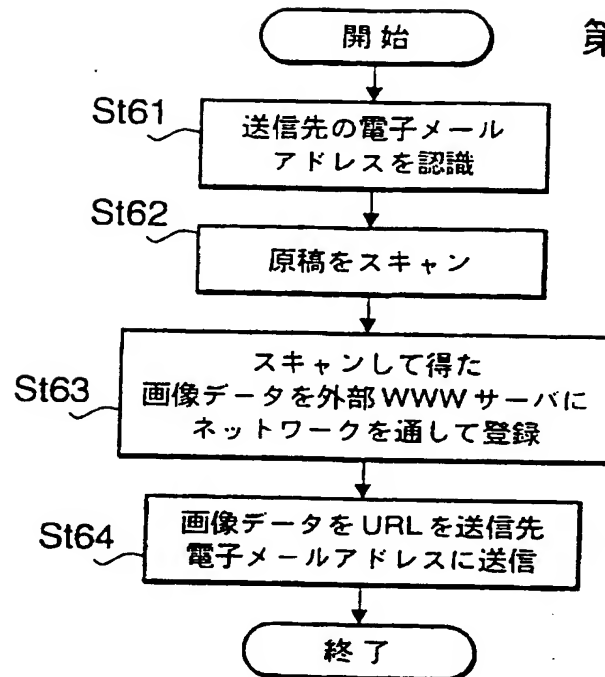 開始
第
St61
送信先の電子メール
アドレスを認識
St62
原稿をスキャン
St63
スキャンして得た
画像データを外部WWWサーバに
ネットワークを通して登録
St64
画像データをURLを送信先
電子メールアドレスに送信
終了